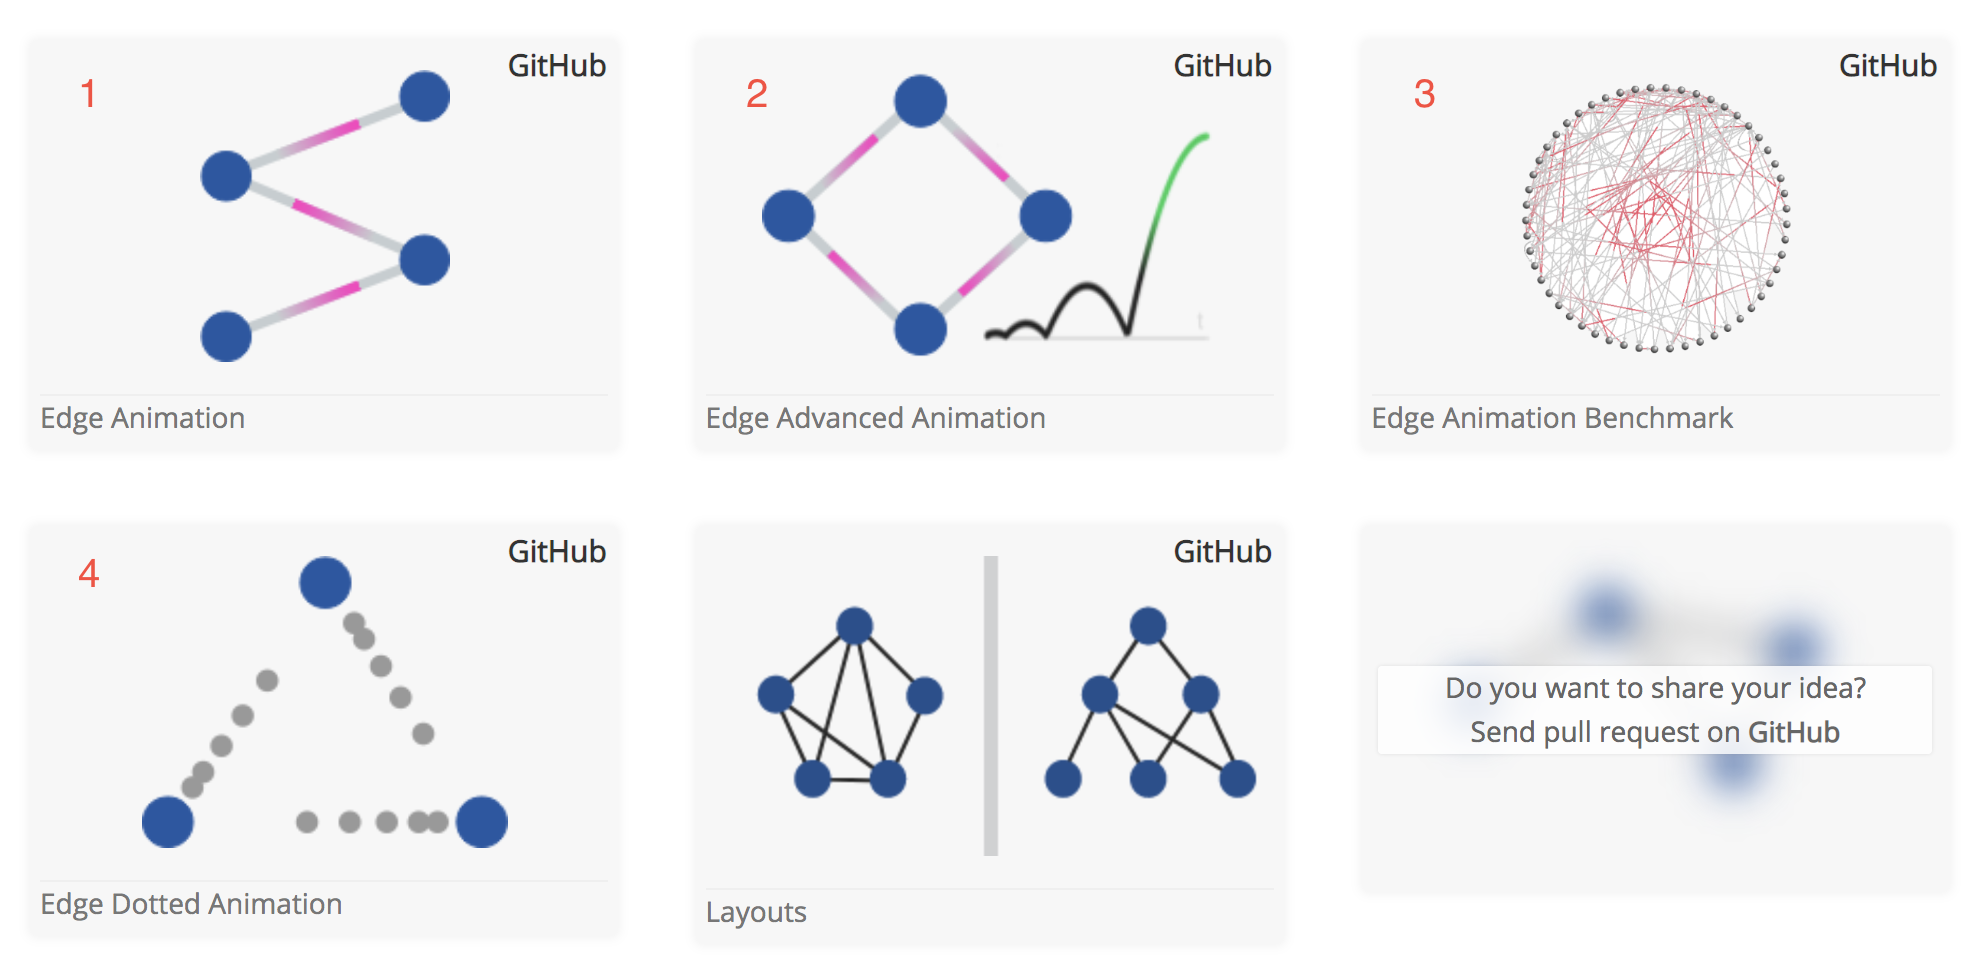 1
GitHub
Edge Animation
2
GitHub
t
Edge Advanced Animation
3
GitHub
Edge Animation Benchmark
4
GitHub
Edge Dotted Animation
GitHub
Layouts
Do you want to share your idea?
Send pull request on GitHub